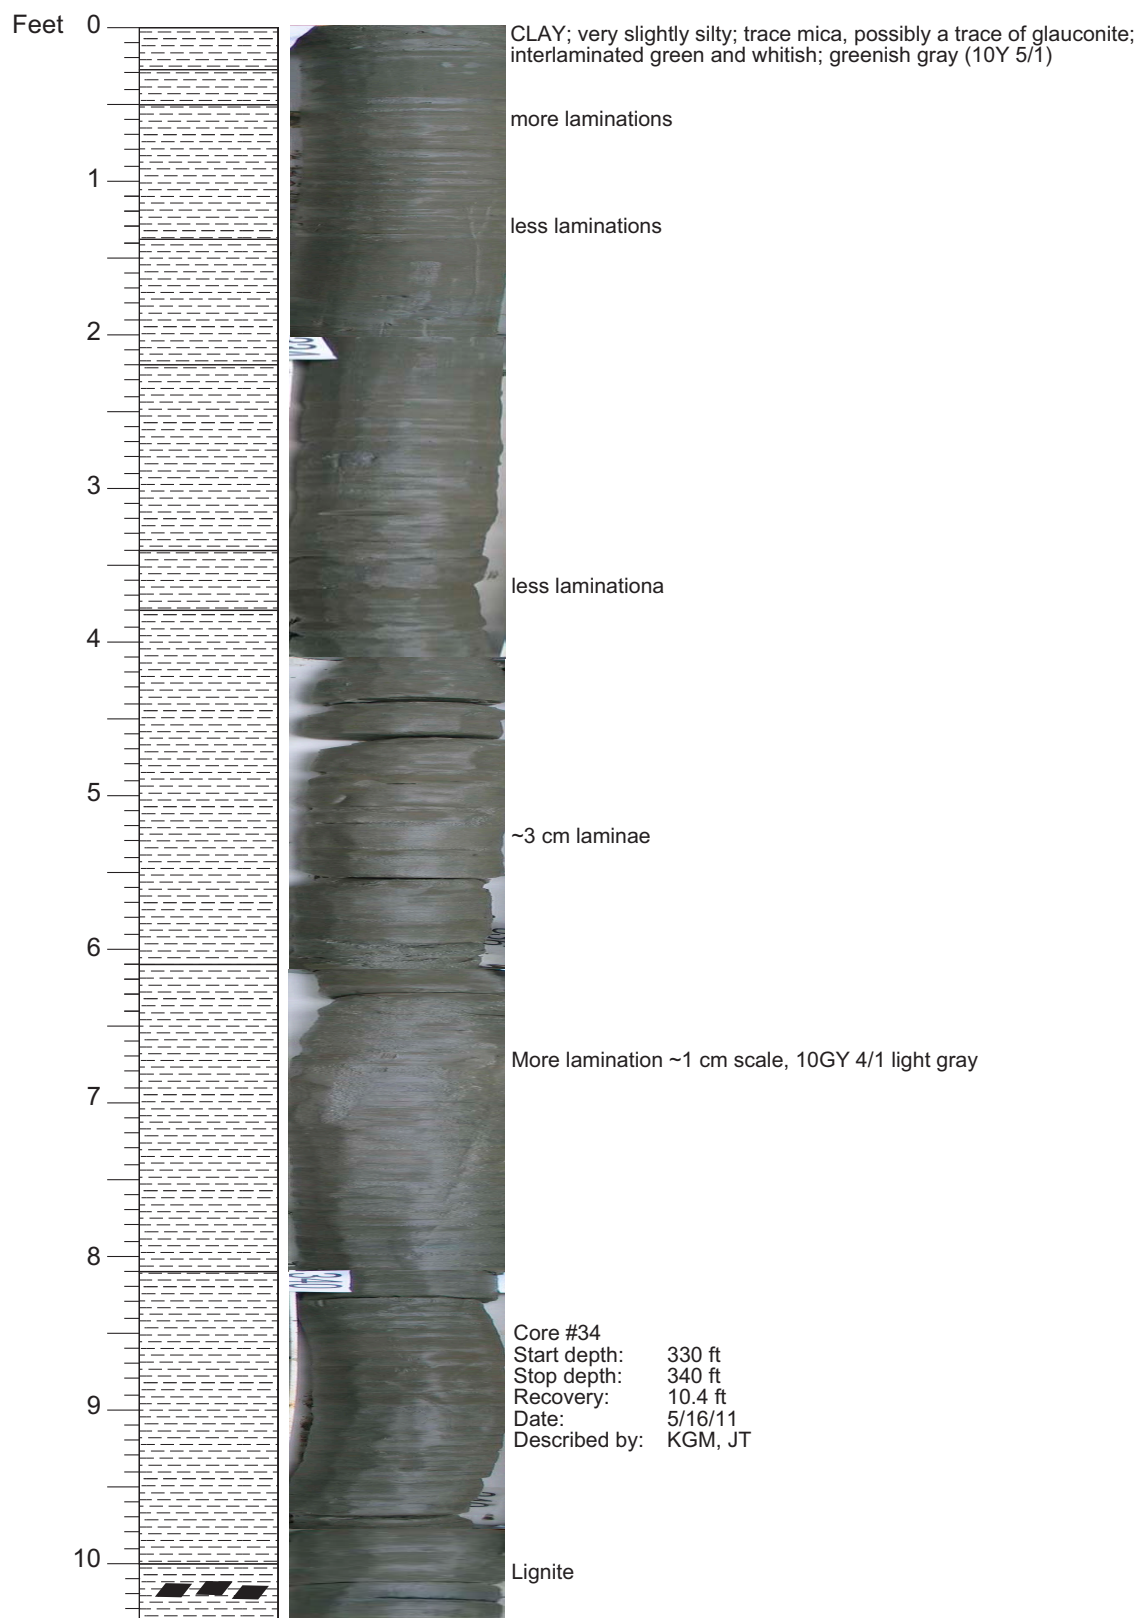 Feet 0
CLAY; very slightly silty; trace mica, possibly a trace of glauconite;
interlaminated green and whitish; greenish gray (10Y 5/1)
more laminations
1
less laminations
2
3
less laminationa
4
5
~3 cm laminae
6
More lamination ~1 cm scale, 10GY 4/1 light gray
7
8
Core #34
Start depth: 330 ft
Stop depth: 340 ft
Recovery: 10.4 ft
9
Date: 5/16/11
Described by: KGM, JT
10
Lignite